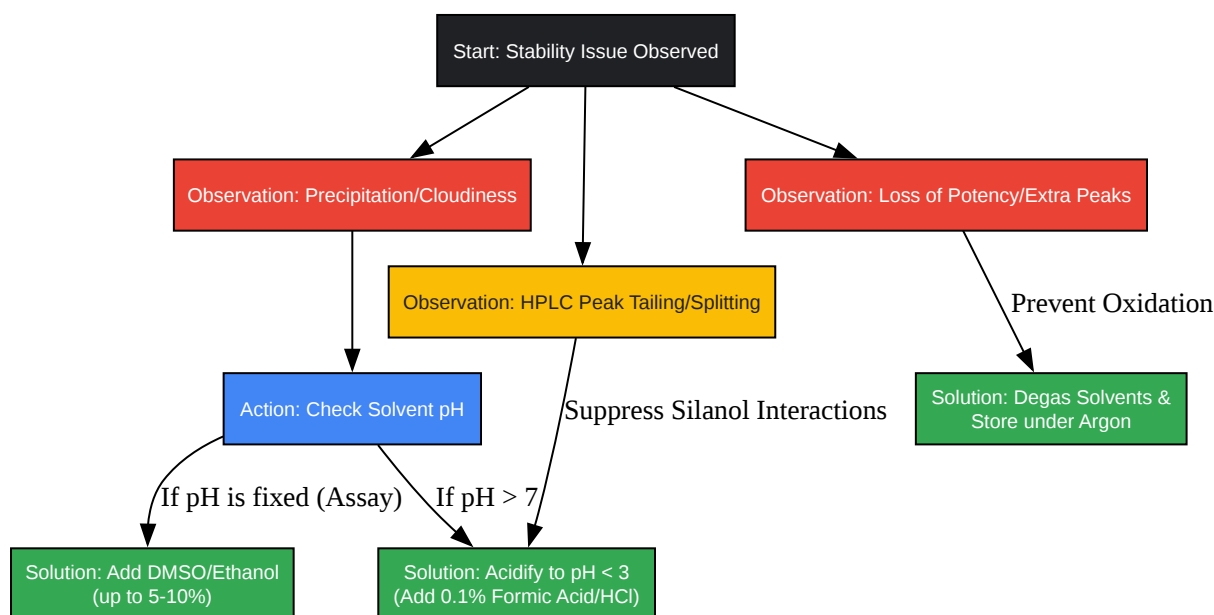 Start: Stability Issue Observed
Observation: Precipitation/Cloudiness
Observation: Loss of Potency/Extra Peaks
Observation: HPLC Peak Tailing/Splitting
Prevent Oxidation
Action: Check Solvent pH
Suppress Silanol Interactions
Solution: Degas Solvents &
Store under Argon
If pH is fixed (Assay)
If pH > 7
Solution: Add DMSO/Ethanol
(up to 5-10%)
Solution: Acidify to pH < 3
(Add 0.1% Formic Acid/HCl)